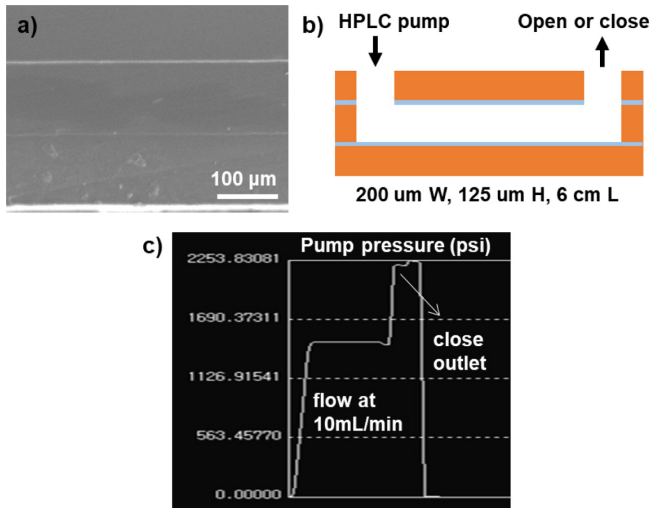 a)
100 µm
b)
HPLC pump
Open or close
200 um W, 125 um H, 6 cm L
c)
Pump pressure (psi)
2253.83081
1690.37311
1126.91541
563.45770
0.00000
close
outlet
flow at
10mL/min